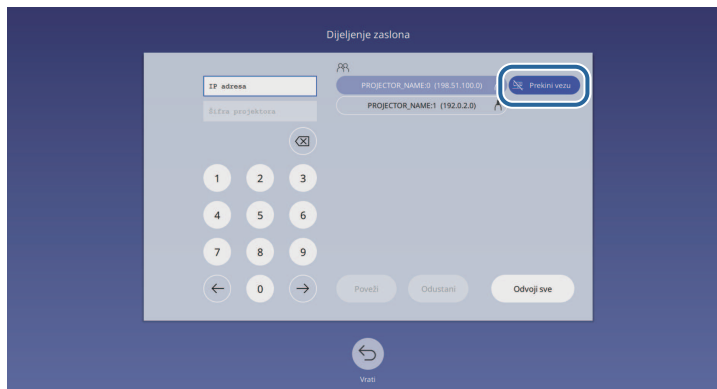 Dijeljenje zaslona
IP adresa
Šifra projektora
PROJECTOR_NAME:0 (198.51.100.0)
Prekini vezu
PROJECTOR_NAME:1 (192.0.2.0)
1 2 3
4 5 6
7 8 9
0
Poveži Odustani Odvoji sve
Vrati